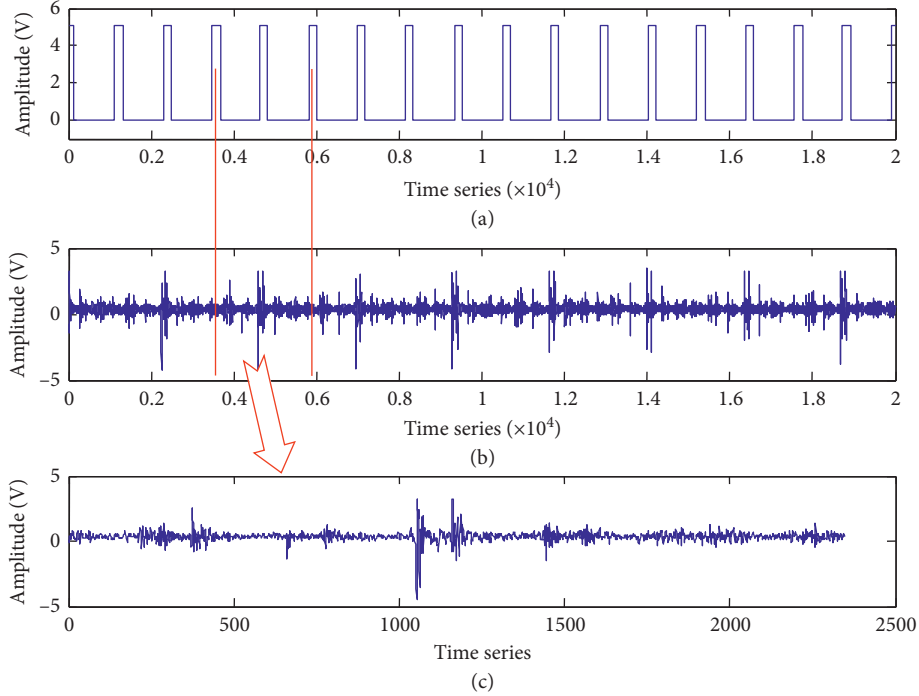 Amplitude (V)
6
4
2
0
0 0.2 0.4 0.6 0.8 1 1.2 1.4 1.6 1.8 2
Time series (×10⁴)
(a)
Amplitude (V)
5
0
−5
0 0.2 0.4 0.6 0.8 1 1.2 1.4 1.6 1.8 2
Time series (×10⁴)
(b)
Amplitude (V)
5
0
−5
0 500 1000 1500 2000 2500
Time series
(c)